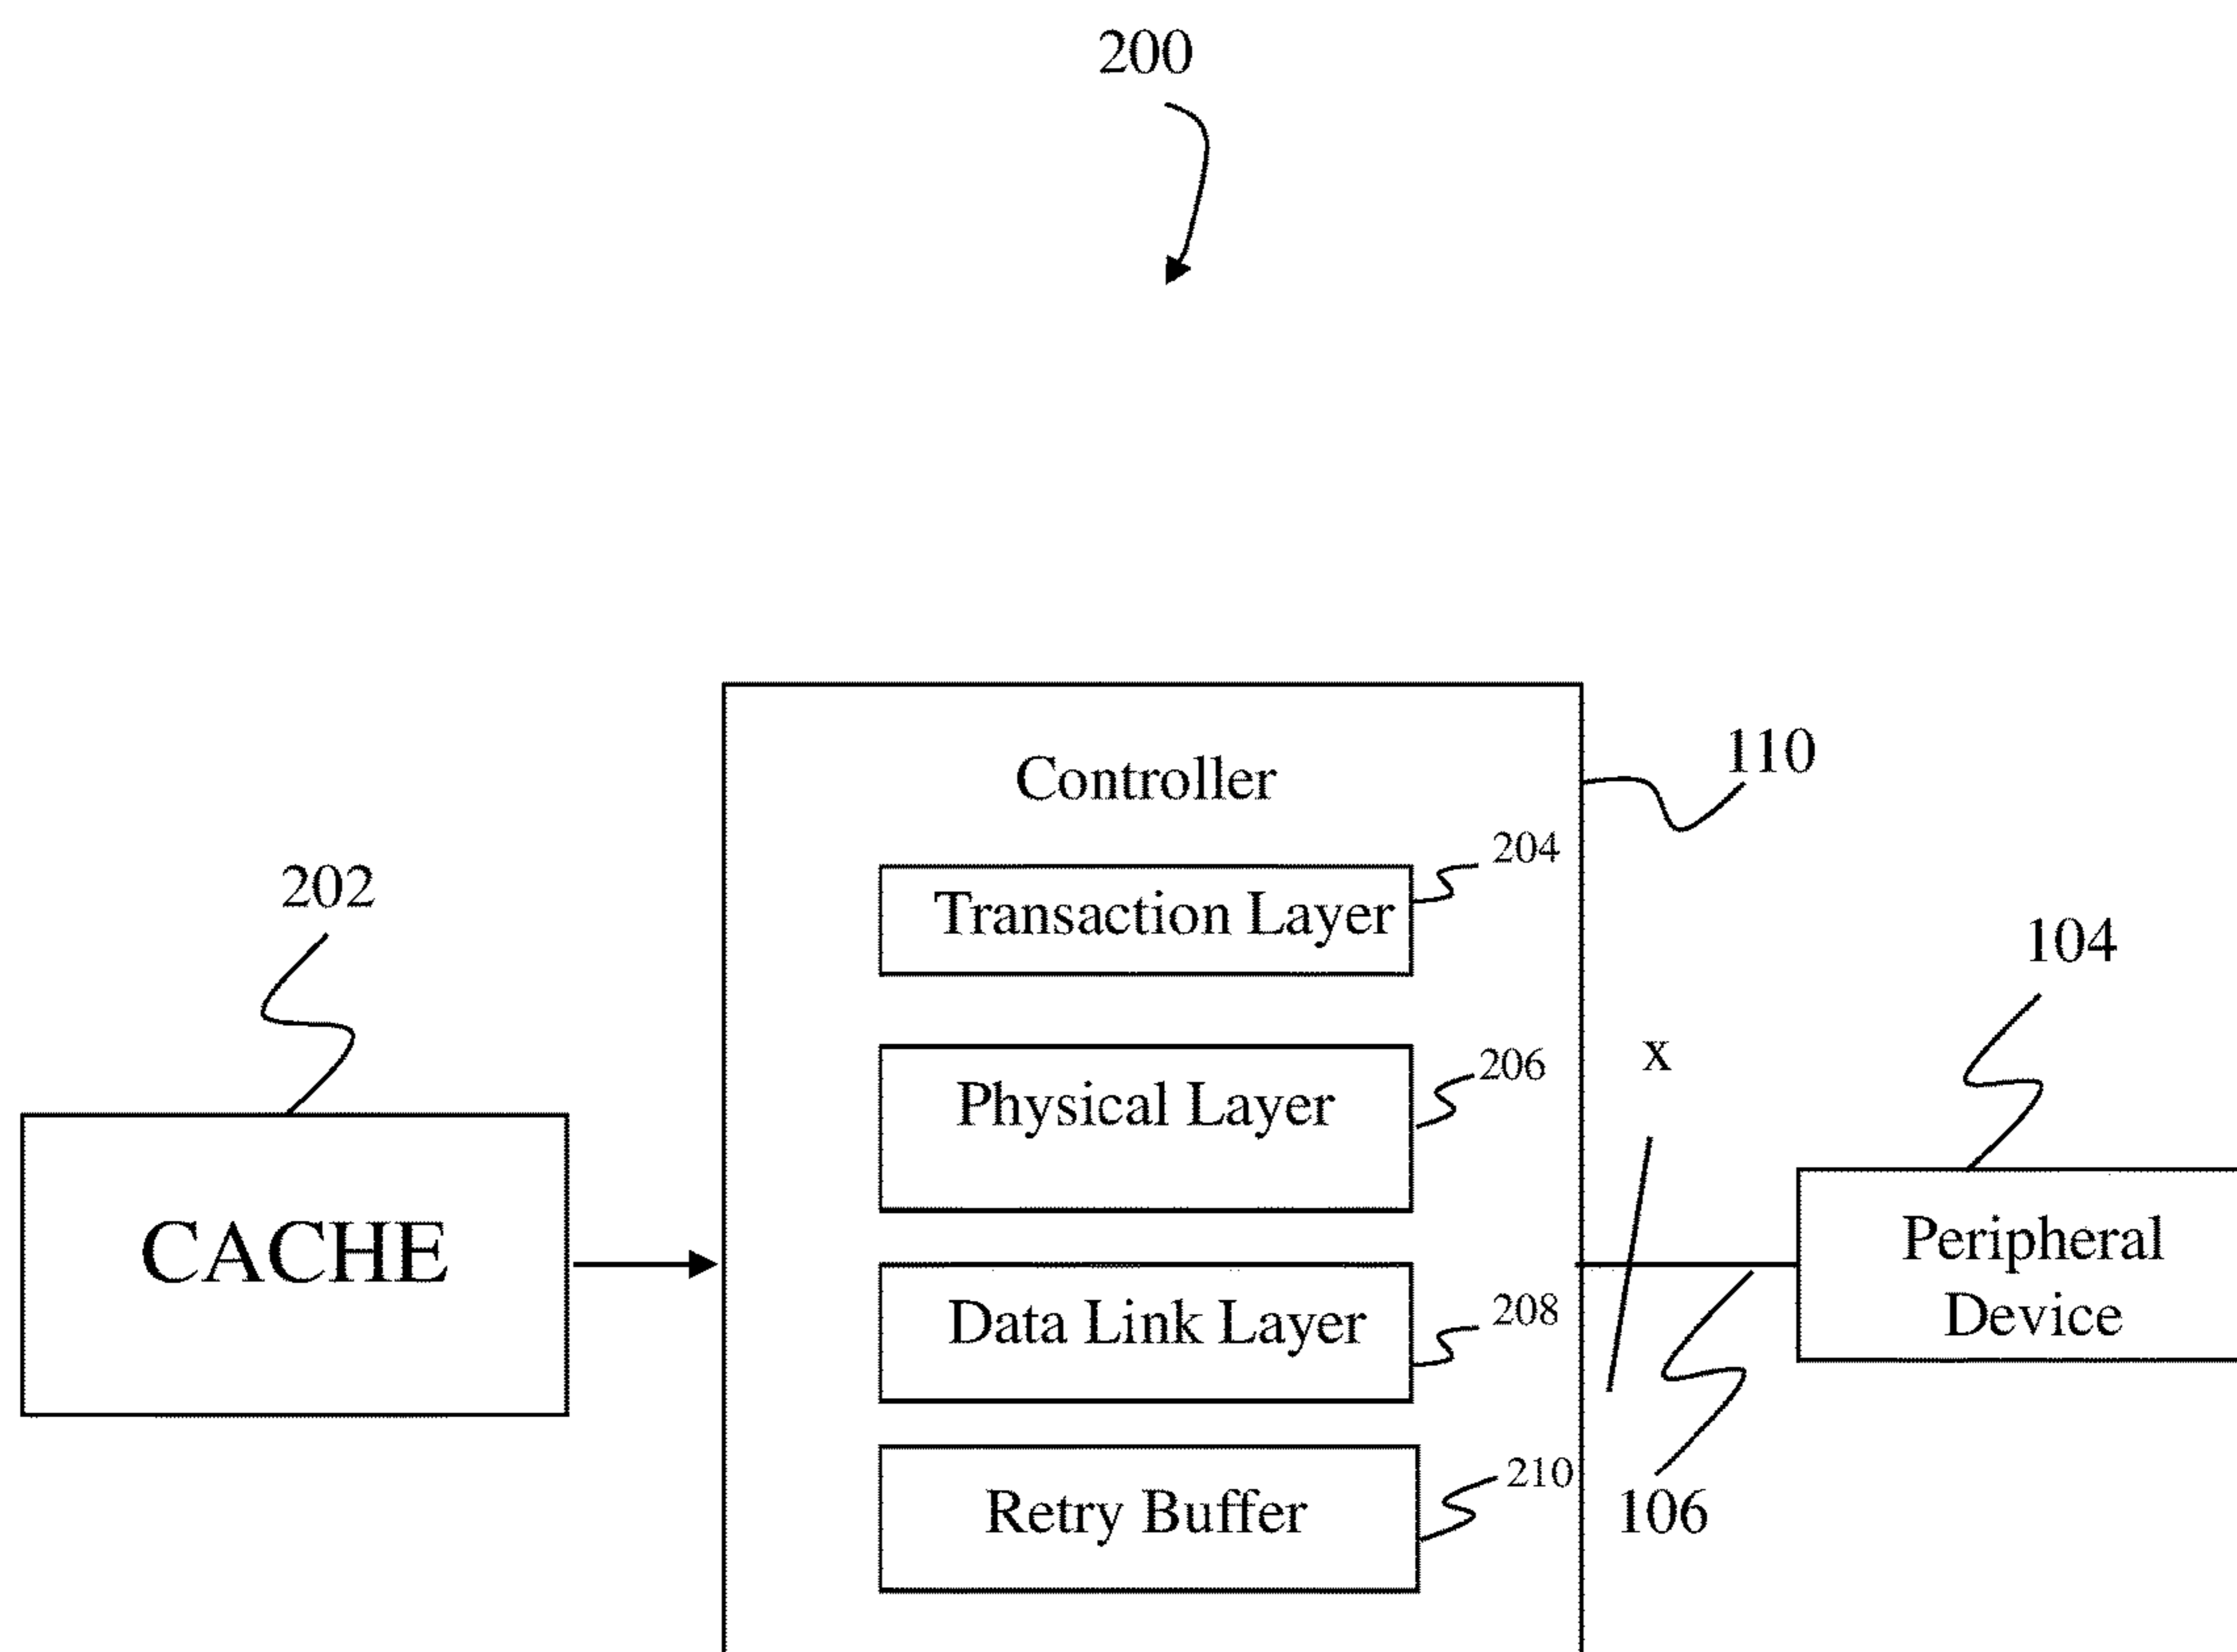 200
Controller
110
204
Transaction Layer
202
104
x
206
Physical Layer
CACHE
Peripheral
Device
208
Data Link Layer
210
Retry Buffer
106